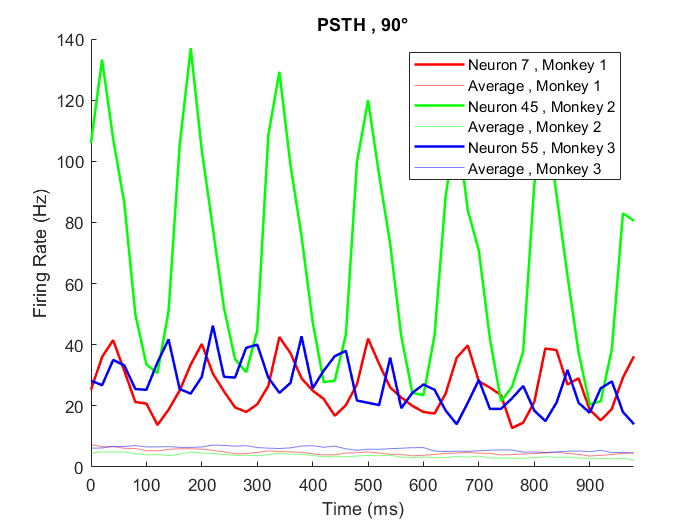 PSTH , 90°
Firing Rate (Hz)
140
120
100
80
60
40
20
0
Neuron 7 , Monkey 1
Average , Monkey 1
Neuron 45 , Monkey 2
Average , Monkey 2
Neuron 55 , Monkey 3
Average , Monkey 3
0 100 200 300 400 500 600 700 800 900
Time (ms)